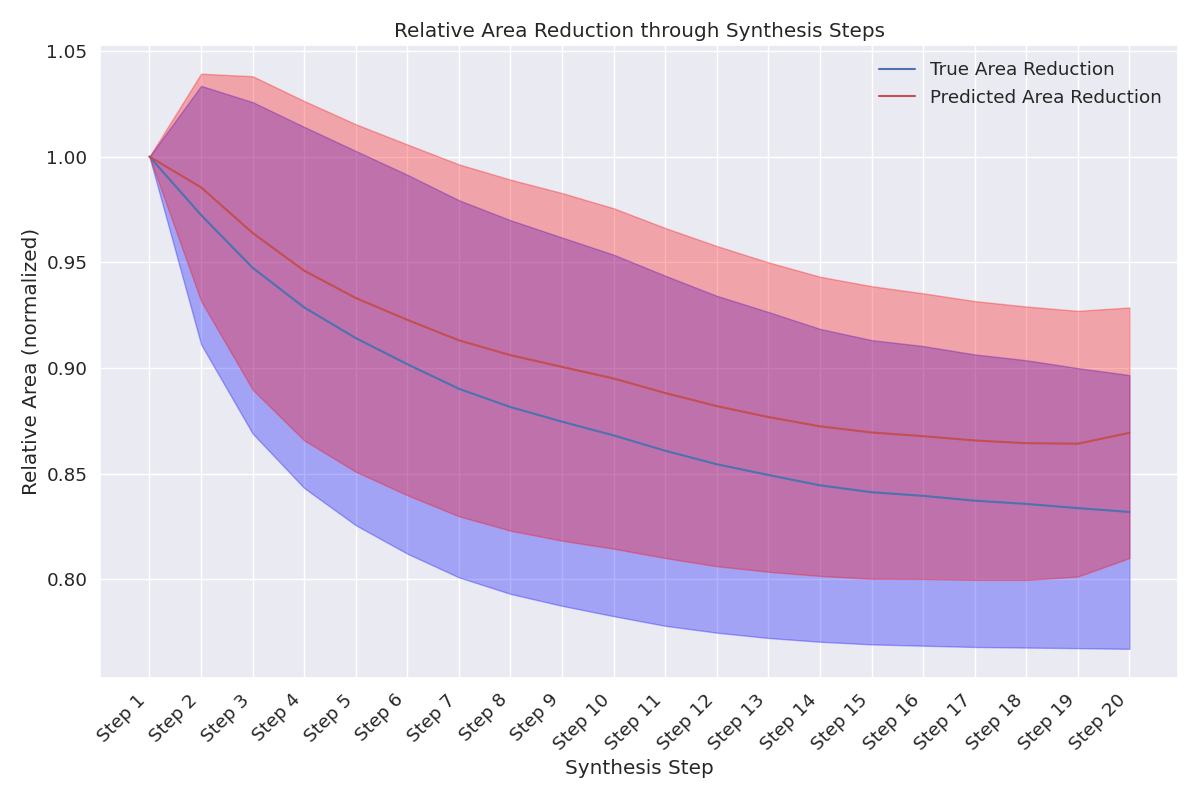 Relative Area Reduction through Synthesis Steps
True Area Reduction
Predicted Area Reduction
Relative Area (normalized)
1.05
1.00
0.95
0.90
0.85
0.80
Step 1
Step 2
Step 3
Step 4
Step 5
Step 6
Step 7
Step 8
Step 9
Step 10
Step 11
Step 12
Step 13
Step 14
Step 15
Step 16
Step 17
Step 18
Step 19
Step 20
Synthesis Step